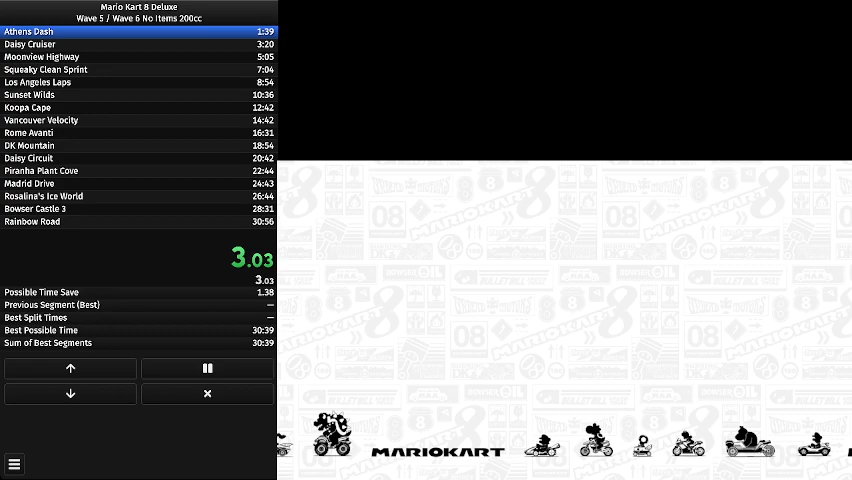 Mario Kart 8 Deluxe
Wave 5 / Wave 6 No Items 200cc
Athens Dash 1:39
Daisy Cruiser 3:20
Moonview Highway 5:05
Squeaky Clean Sprint 7:04
Los Angeles Laps 8:54
Sunset Wilds 10:36
Koopa Cape 12:42
Vancouver Velocity 14:42
Rome Avanti 16:31
DK Mountain 18:54
Daisy Circuit 20:42
Piranha Plant Cove 22:44
Madrid Drive 24:43
Rosalina's Ice World 26:44
Bowser Castle 3 28:31
Rainbow Road 30:56
3.03
3.03
Possible Time Save 1.38
Previous Segment (Best) —
Best Split Times —
Best Possible Time 30:39
Sum of Best Segments 30:39
MARIOKART